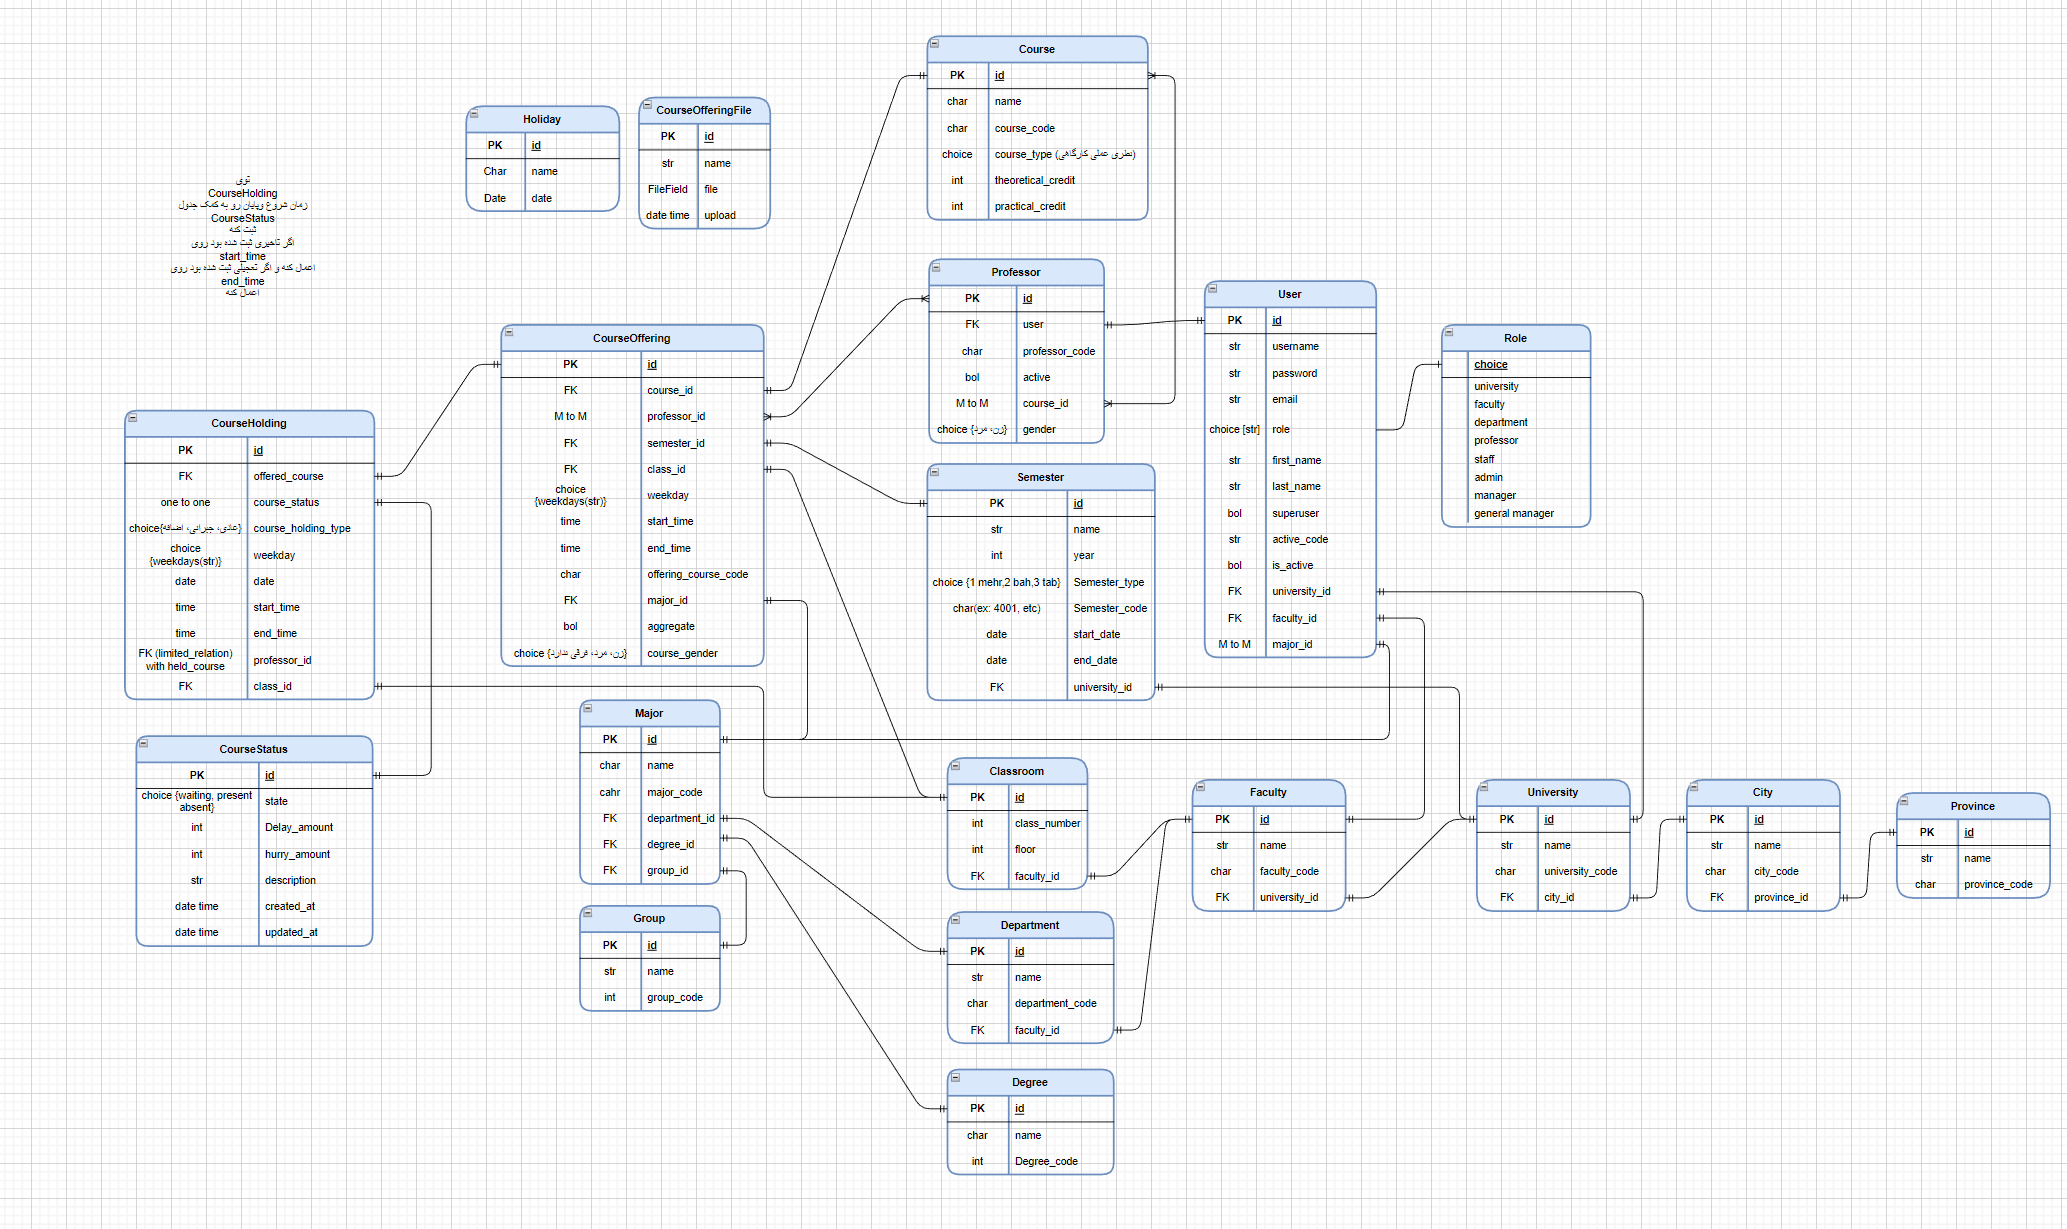 توی
CourseHolding
زمان شروع وپایان رو به کمک جدول
CourseStatus
ثبت کنه
اگر تاخیری ثبت شده بود روی
start_time
اعمال کنه و اگر تعجیلی ثبت شده بود روی
end_time
اعمال کنه
Holiday
PK id
Char name
Date date
CourseOfferingFile
PK id
str name
FileField file
date time upload
Course
PK id
char name
char course_code
choice course_type (نظری عملی کارگاهی)
int theoretical_credit
int practical_credit
Professor
PK id
FK user
char professor_code
bol active
M to M course_id
choice {زن، مرد} gender
User
PK id
str username
str password
str email
choice [str] role
str first_name
str last_name
bol superuser
str active_code
bol is_active
FK university_id
FK faculty_id
M to M major_id
Role
choice
university
faculty
department
professor
staff
admin
manager
general manager
CourseOffering
PK id
FK course_id
M to M professor_id
FK semester_id
FK class_id
choice
{weekdays(str)} weekday
time start_time
time end_time
char offering_course_code
FK major_id
bol aggregate
choice {زن، مرد، فرقی ندارد} course_gender
CourseHolding
PK id
FK offered_course
one to one course_status
choice{عادی، جبرانی، اضافه} course_holding_type
choice
{weekdays(str)} weekday
date date
time start_time
time end_time
FK (limited_relation)
with held_course professor_id
FK class_id
Semester
PK id
str name
int year
choice {1 mehr,2 bah,3 tab} Semester_type
char(ex: 4001, etc) Semester_code
date start_date
date end_date
FK university_id
CourseStatus
PK id
choice {waiting, present
absent} state
int Delay_amount
int hurry_amount
str description
date time created_at
date time updated_at
Major
PK id
char name
cahr major_code
FK department_id
FK degree_id
FK group_id
Group
PK id
str name
int group_code
Classroom
PK id
int class_number
int floor
FK faculty_id
Department
PK id
str name
char department_code
FK faculty_id
Degree
PK id
char name
int Degree_code
Faculty
PK id
str name
char faculty_code
FK university_id
University
PK id
str name
char university_code
FK city_id
City
PK id
str name
char city_code
FK province_id
Province
PK id
str name
char province_code